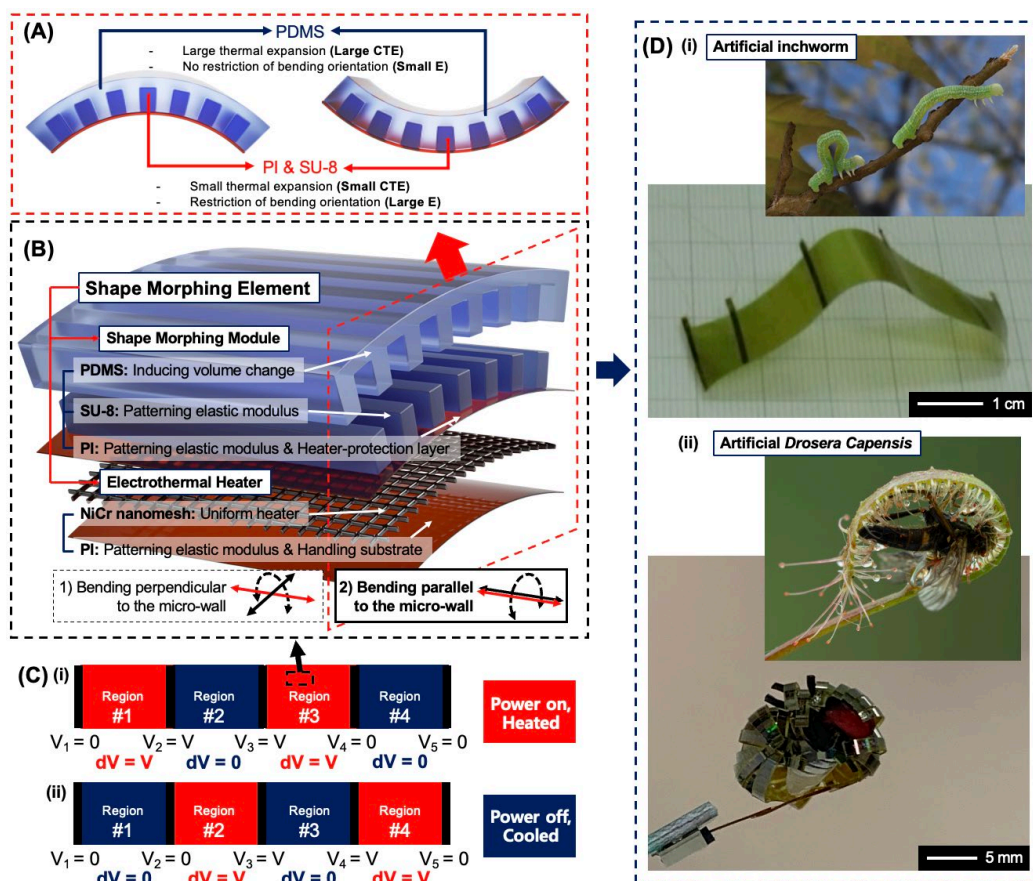 (A)
PDMS
- Large thermal expansion (Large CTE)
- No restriction of bending orientation (Small E)
PI & SU-8
- Small thermal expansion (Small CTE)
- Restriction of bending orientation (Large E)
(B)
Shape Morphing Element
Shape Morphing Module
PDMS: Inducing volume change
SU-8: Patterning elastic modulus
PI: Patterning elastic modulus & Heater-protection layer
Electrothermal Heater
NiCr nanomesh: Uniform heater
PI: Patterning elastic modulus & Handling substrate
1) Bending perpendicular
to the micro-wall
2) Bending parallel
to the micro-wall
(C) (i)
Region
#1
Region
#2
Region
#3
Region
#4
Power on,
Heated
V1 = 0 V2 = V V3 = V V4 = 0 V5 = 0
dV = V dV = 0 dV = V dV = 0
(ii)
Region
#1
Region
#2
Region
#3
Region
#4
Power off,
Cooled
V1 = 0 V2 = 0 V3 = V V4 = V V5 = 0
dV = 0 dV = V dV = 0 dV = V
(D) (i) Artificial inchworm
1 cm
(ii) Artificial Drosera Capensis
5 mm